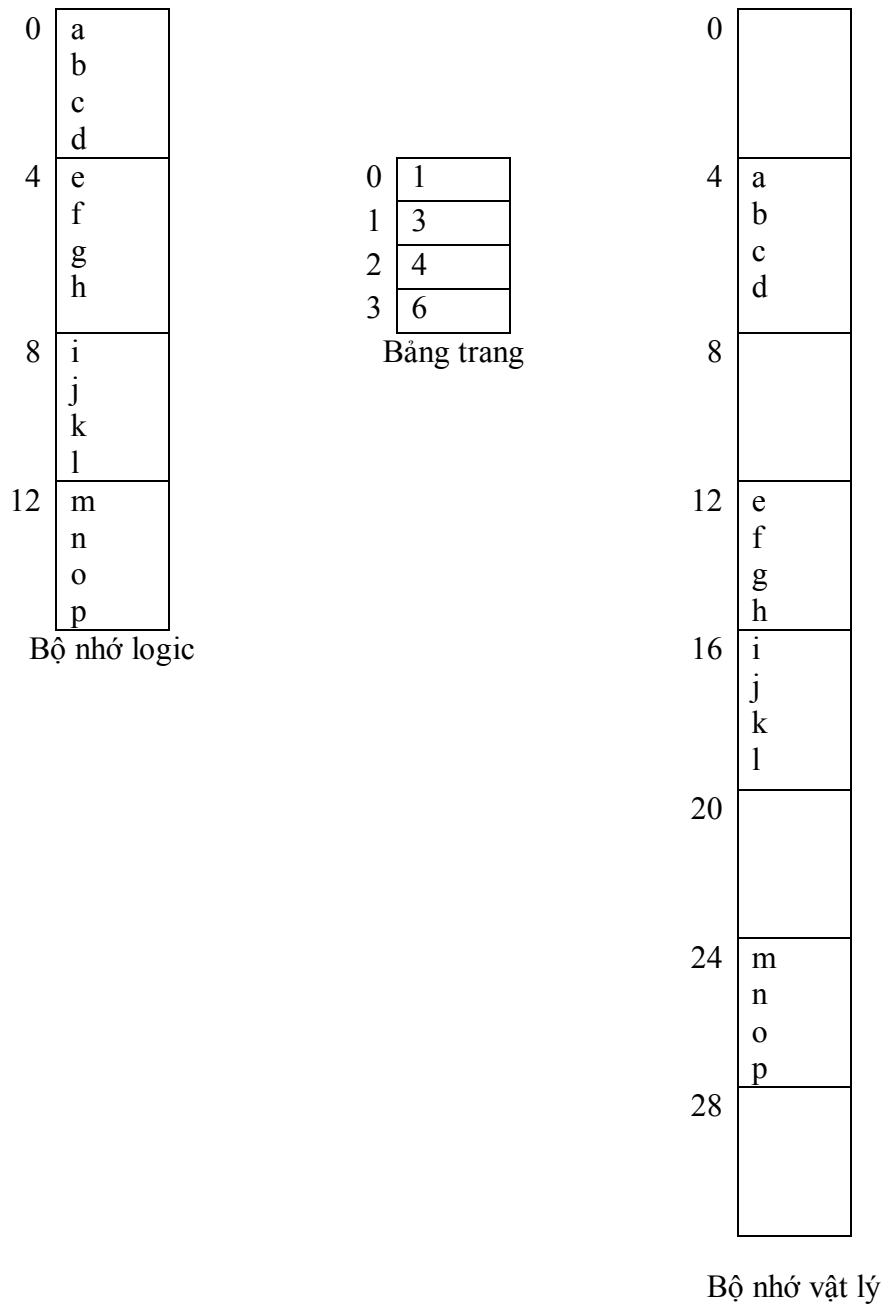 0 a 0
b
c
d
4 e 0 1 4 a
f 1 3 b
g 2 4 c
h 3 6 d
8 i Bảng trang 8
j
k
l
12 m 12 e
n f
o g
p h
Bộ nhớ logic 16 i
j
k
l
20
24 m
n
o
p
28
Bộ nhớ vật lý